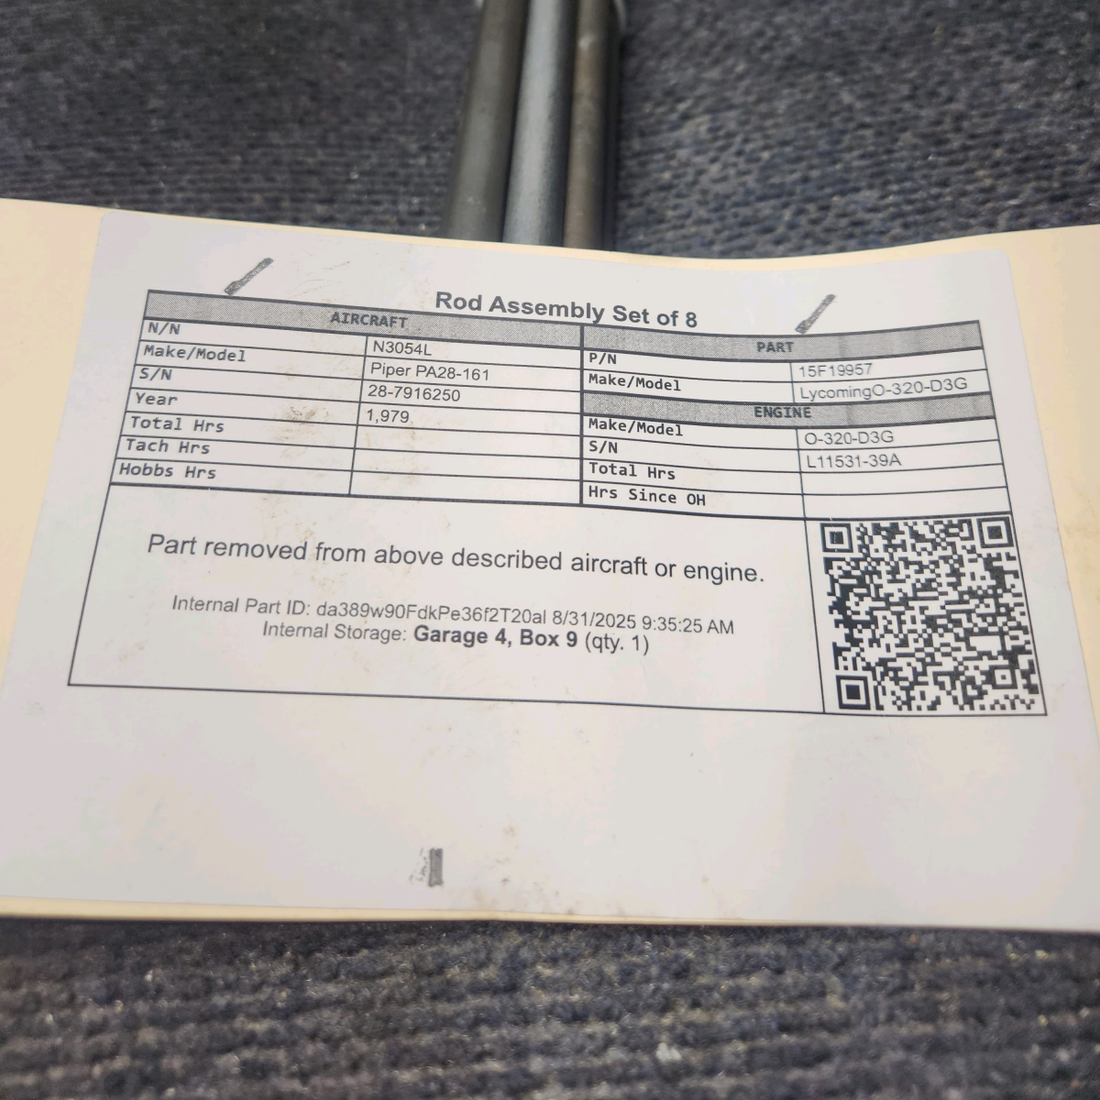 Rod Assembly Set of 8
AIRCRAFT
N/N N3054L
Make/Model Piper PA28-161
S/N 28-7916250
Year 1,979
Total Hrs
Tach Hrs
Hobbs Hrs
PART
P/N 15F19957
Make/Model LycomingO-320-D3G
ENGINE
Make/Model O-320-D3G
S/N L11531-39A
Total Hrs
Hrs Since OH
Part removed from above described aircraft or engine.
Internal Part ID: da389w90FdkPe36f2T20al 8/31/2025 9:35:25 AM
Internal Storage: Garage 4, Box 9 (qty. 1)